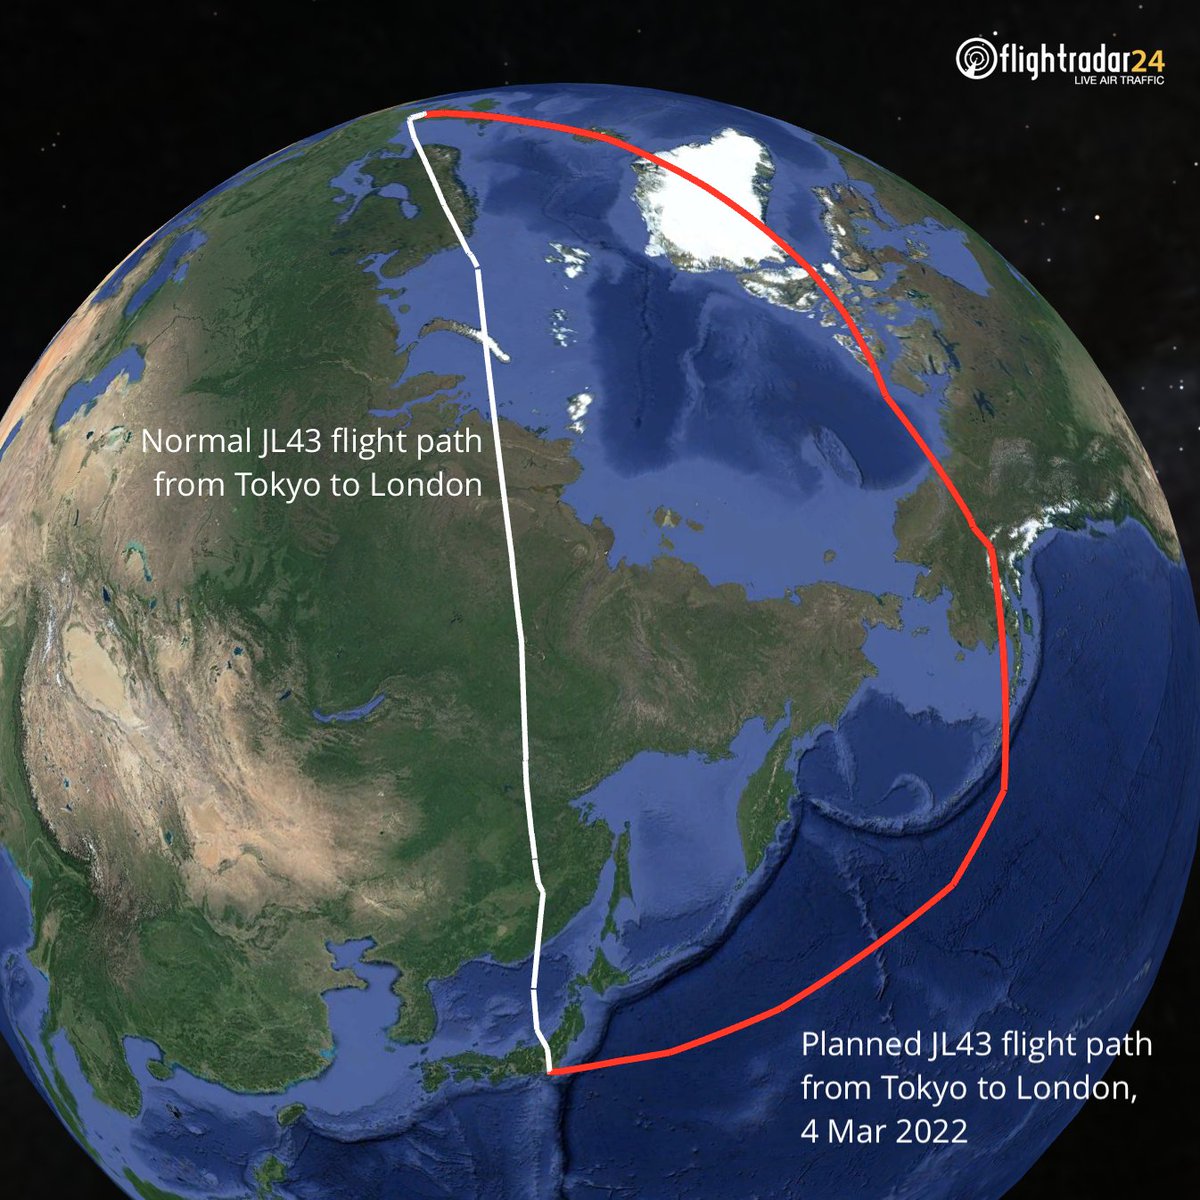 flightradar24
LIVE AIR TRAFFIC
Normal JL43 flight path
from Tokyo to London
Planned JL43 flight path
from Tokyo to London,
4 Mar 2022